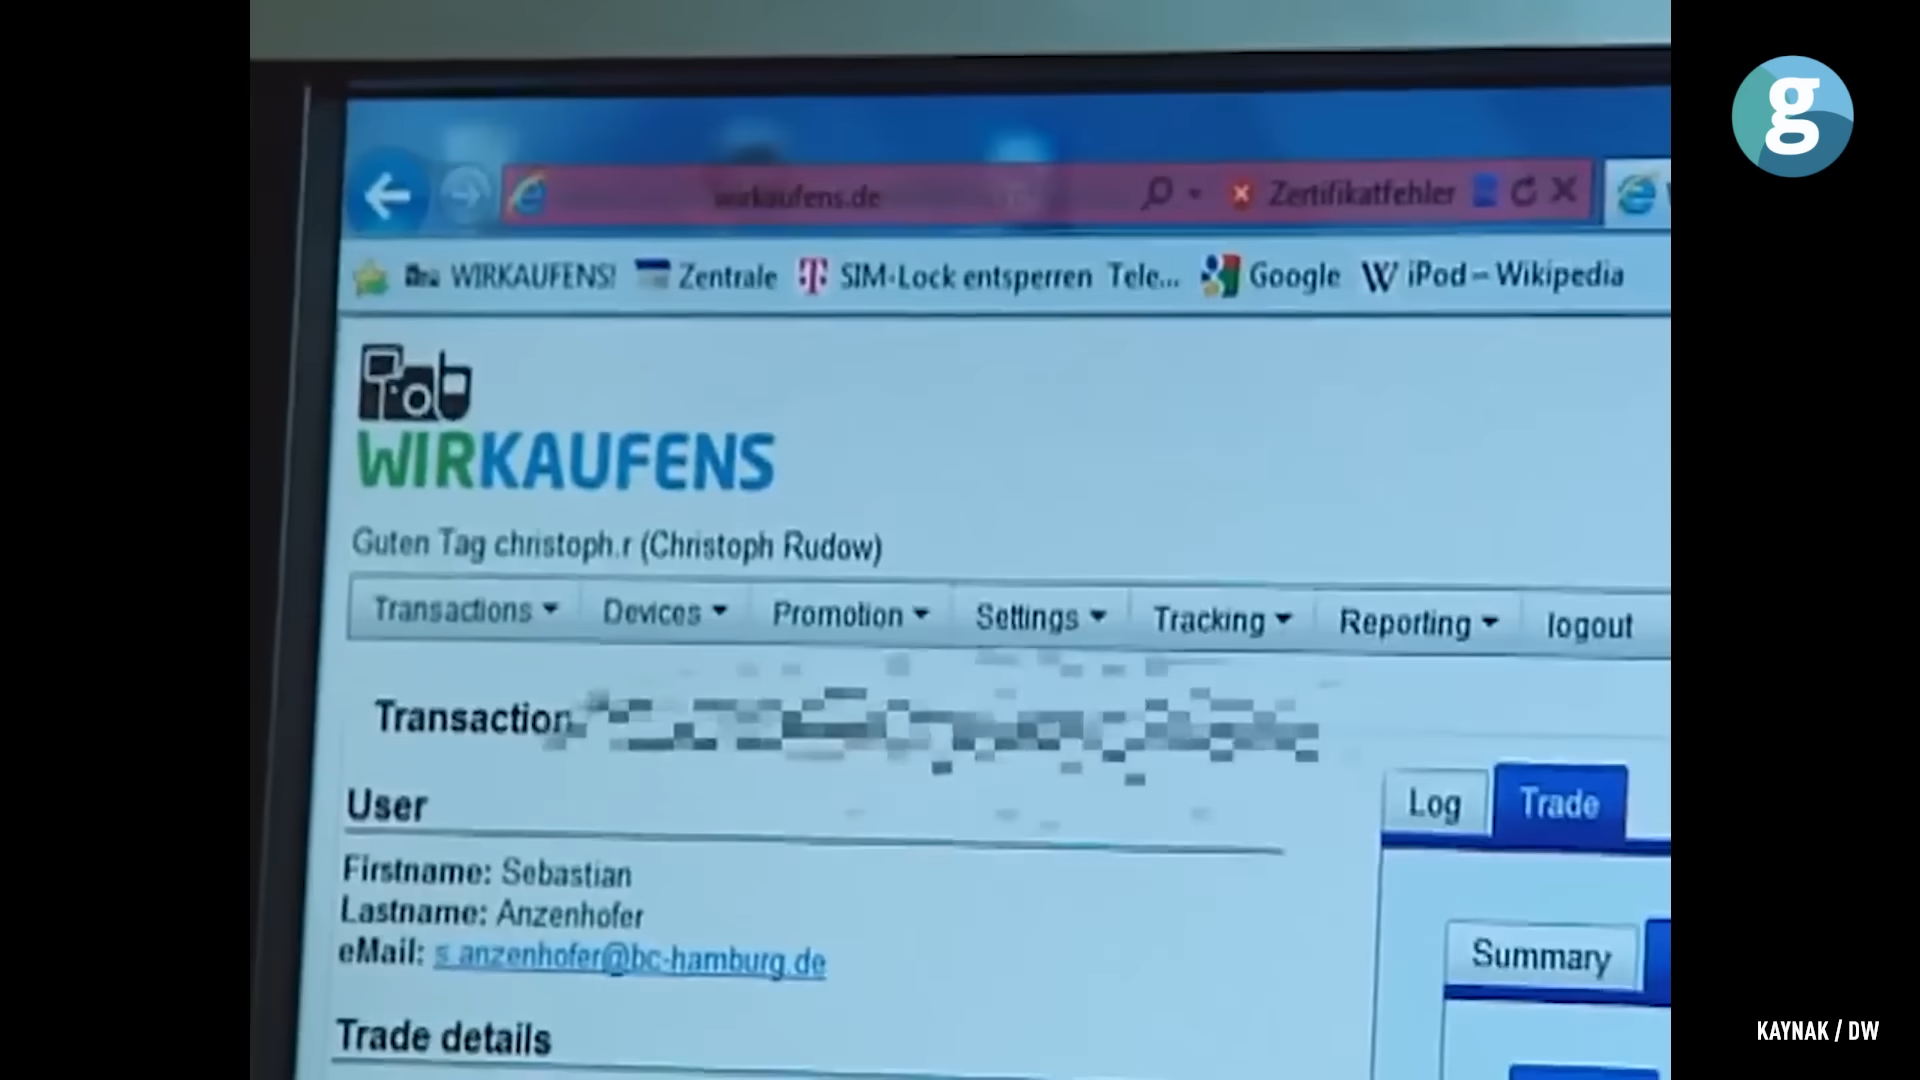 g
wirkaufens.de Zertifikatfehler
WIRKAUFENS! Zentrale SIM-Lock entsperren Tele... Google iPod – Wikipedia
WIRKAUFENS
Guten Tag christoph.r (Christoph Rudow)
Transactions Devices Promotion Settings Tracking Reporting logout
Transaction
Log Trade
User
Firstname: Sebastian
Lastname: Anzenhofer
eMail: s.anzenhofer@bc-hamburg.de
Summary
Trade details
KAYNAK / DW